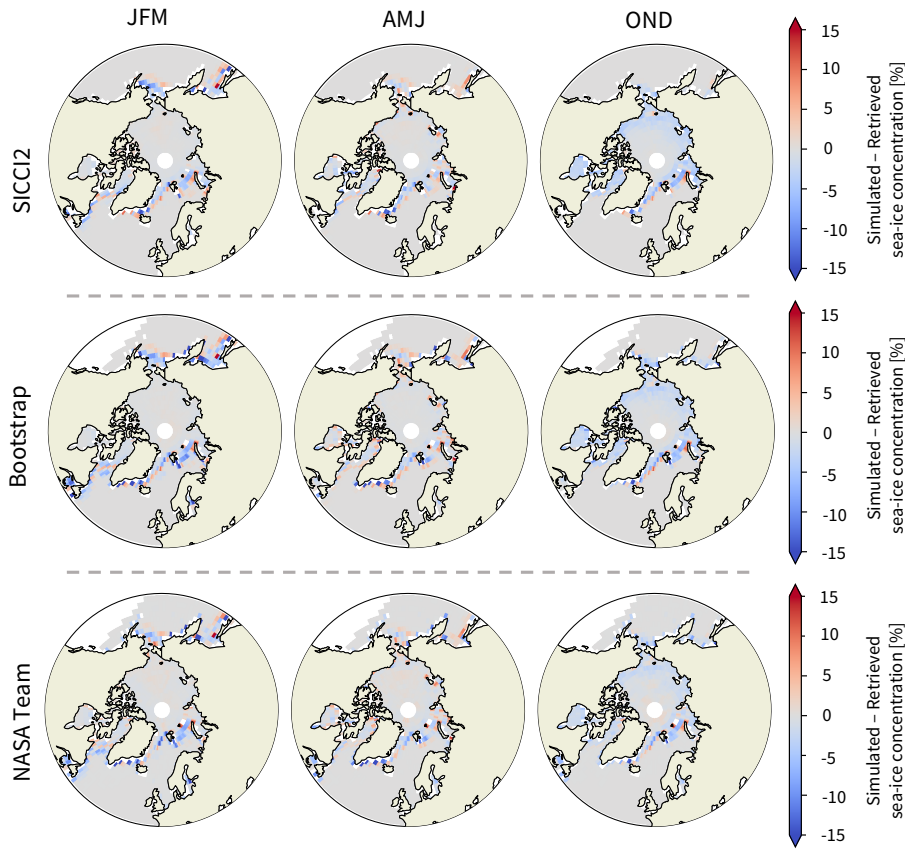 JFM AMJ OND
SICCI2
15
10
5
0
-5
-10
-15
Simulated – Retrieved
sea-ice concentration [%]
Bootstrap
15
10
5
0
-5
-10
-15
Simulated – Retrieved
sea-ice concentration [%]
NASA Team
15
10
5
0
-5
-10
-15
Simulated – Retrieved
sea-ice concentration [%]